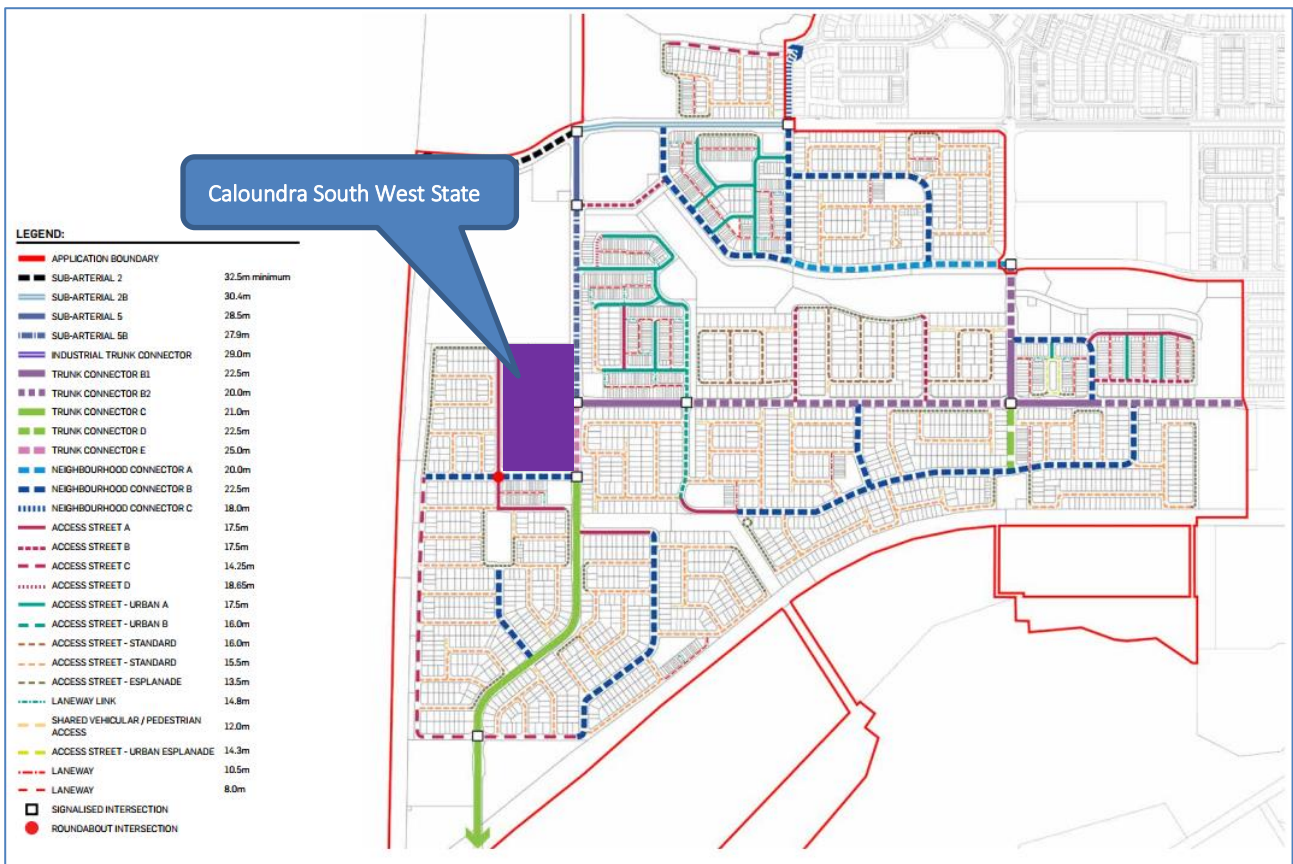 Caloundra South West State
LEGEND:
APPLICATION BOUNDARY
SUB-ARTERIAL 2 32.5m minimum
SUB-ARTERIAL 2B 30.4m
SUB-ARTERIAL 5 28.5m
SUB-ARTERIAL 5B 27.9m
INDUSTRIAL TRUNK CONNECTOR 29.0m
TRUNK CONNECTOR B1 22.5m
TRUNK CONNECTOR B2 20.0m
TRUNK CONNECTOR C 21.0m
TRUNK CONNECTOR D 22.5m
TRUNK CONNECTOR E 25.0m
NEIGHBOURHOOD CONNECTOR A 20.0m
NEIGHBOURHOOD CONNECTOR B 22.5m
NEIGHBOURHOOD CONNECTOR C 18.0m
ACCESS STREET A 17.5m
ACCESS STREET B 17.5m
ACCESS STREET C 14.25m
ACCESS STREET D 18.65m
ACCESS STREET - URBAN A 17.5m
ACCESS STREET - URBAN B 16.0m
ACCESS STREET - STANDARD 16.0m
ACCESS STREET - STANDARD 15.5m
ACCESS STREET - ESPLANADE 13.5m
LANEWAY LINK 14.8m
SHARED VEHICULAR / PEDESTRIAN
ACCESS 12.0m
ACCESS STREET - URBAN ESPLANADE 14.3m
LANEWAY 10.5m
LANEWAY 8.0m
SIGNALISED INTERSECTION
ROUNDABOUT INTERSECTION